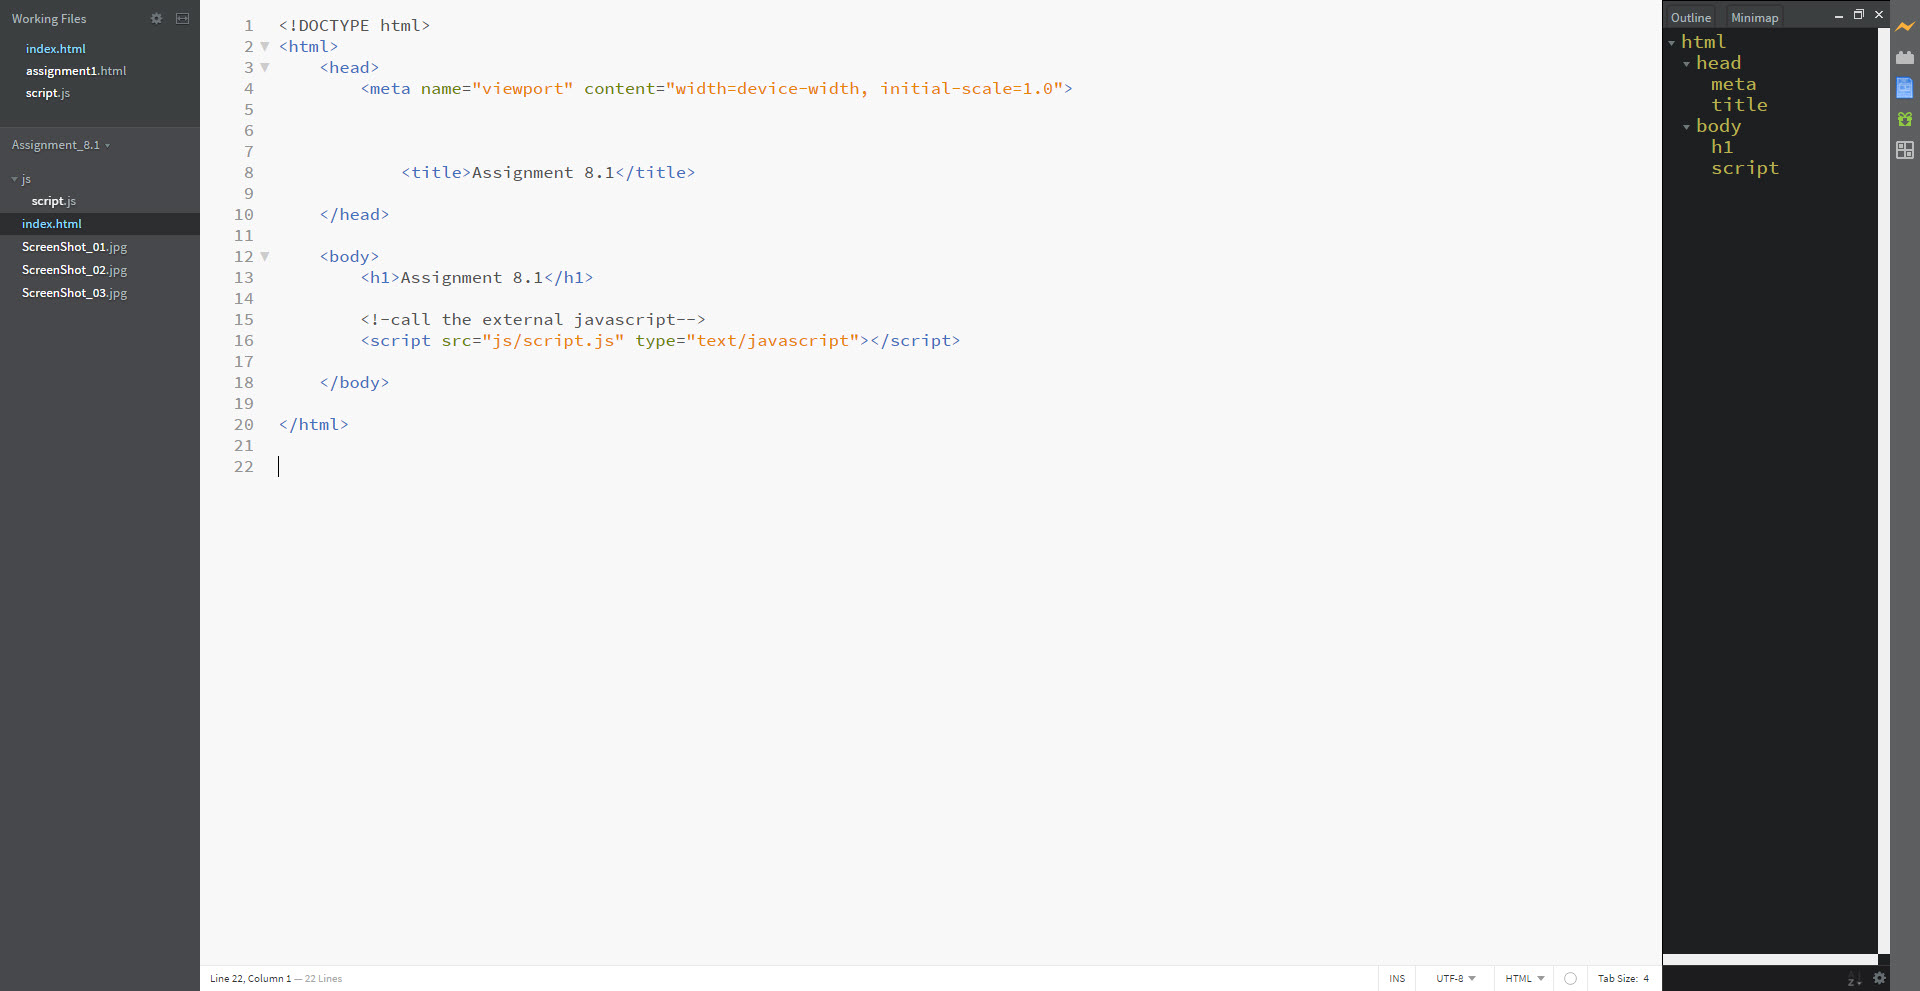 Working Files
index.html
assignment1.html
script.js
Assignment_8.1
js
script.js
index.html
ScreenShot_01.jpg
ScreenShot_02.jpg
ScreenShot_03.jpg
1 <!DOCTYPE html>
2 <html>
3 <head>
4 <meta name="viewport" content="width=device-width, initial-scale=1.0">
5
6
7
8 <title>Assignment 8.1</title>
9
10 </head>
11
12 <body>
13 <h1>Assignment 8.1</h1>
14
15 <!-call the external javascript-->
16 <script src="js/script.js" type="text/javascript"></script>
17
18 </body>
19
20 </html>
21
22
Line 22, Column 1 — 22 Lines
INS UTF-8 HTML Tab Size: 4
Outline Minimap
html
head
meta
title
body
h1
script